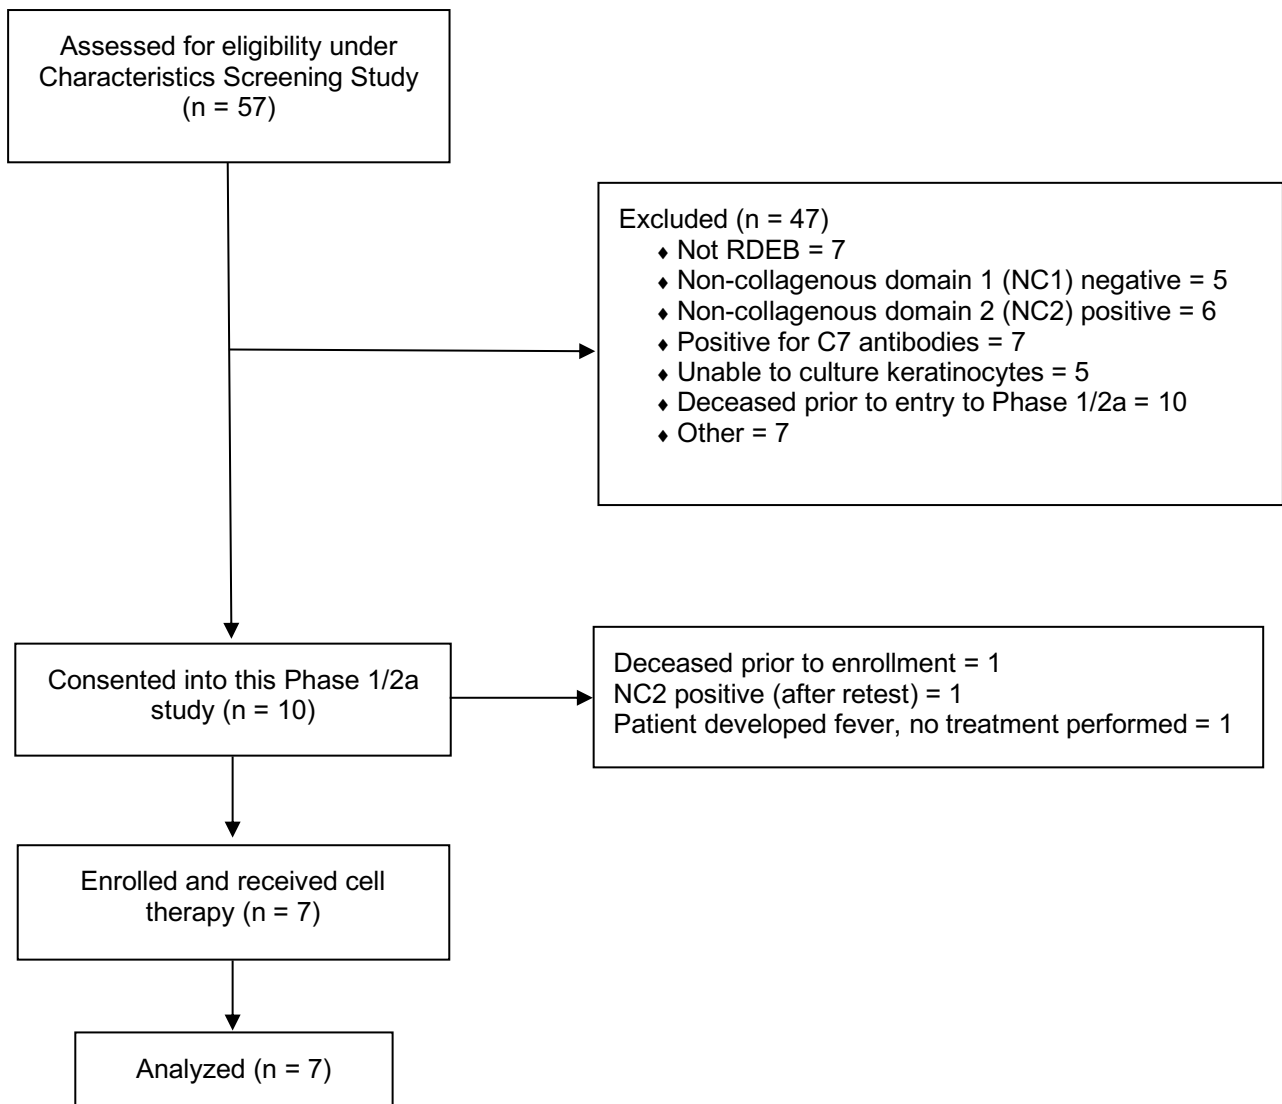 Assessed for eligibility under
Characteristics Screening Study
(n = 57)
Excluded (n = 47)
♦ Not RDEB = 7
♦ Non-collagenous domain 1 (NC1) negative = 5
♦ Non-collagenous domain 2 (NC2) positive = 6
♦ Positive for C7 antibodies = 7
♦ Unable to culture keratinocytes = 5
♦ Deceased prior to entry to Phase 1/2a = 10
♦ Other = 7
Consented into this Phase 1/2a
study (n = 10)
Deceased prior to enrollment = 1
NC2 positive (after retest) = 1
Patient developed fever, no treatment performed = 1
Enrolled and received cell
therapy (n = 7)
Analyzed (n = 7)